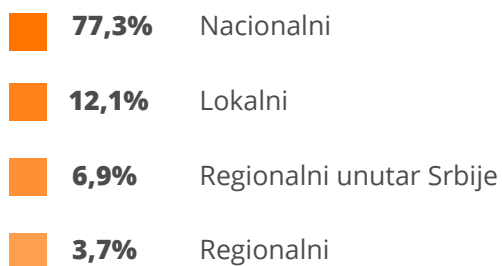 77,3% Nacionalni
12,1% Lokalni
6,9% Regionalni unutar Srbije
3,7% Regionalni